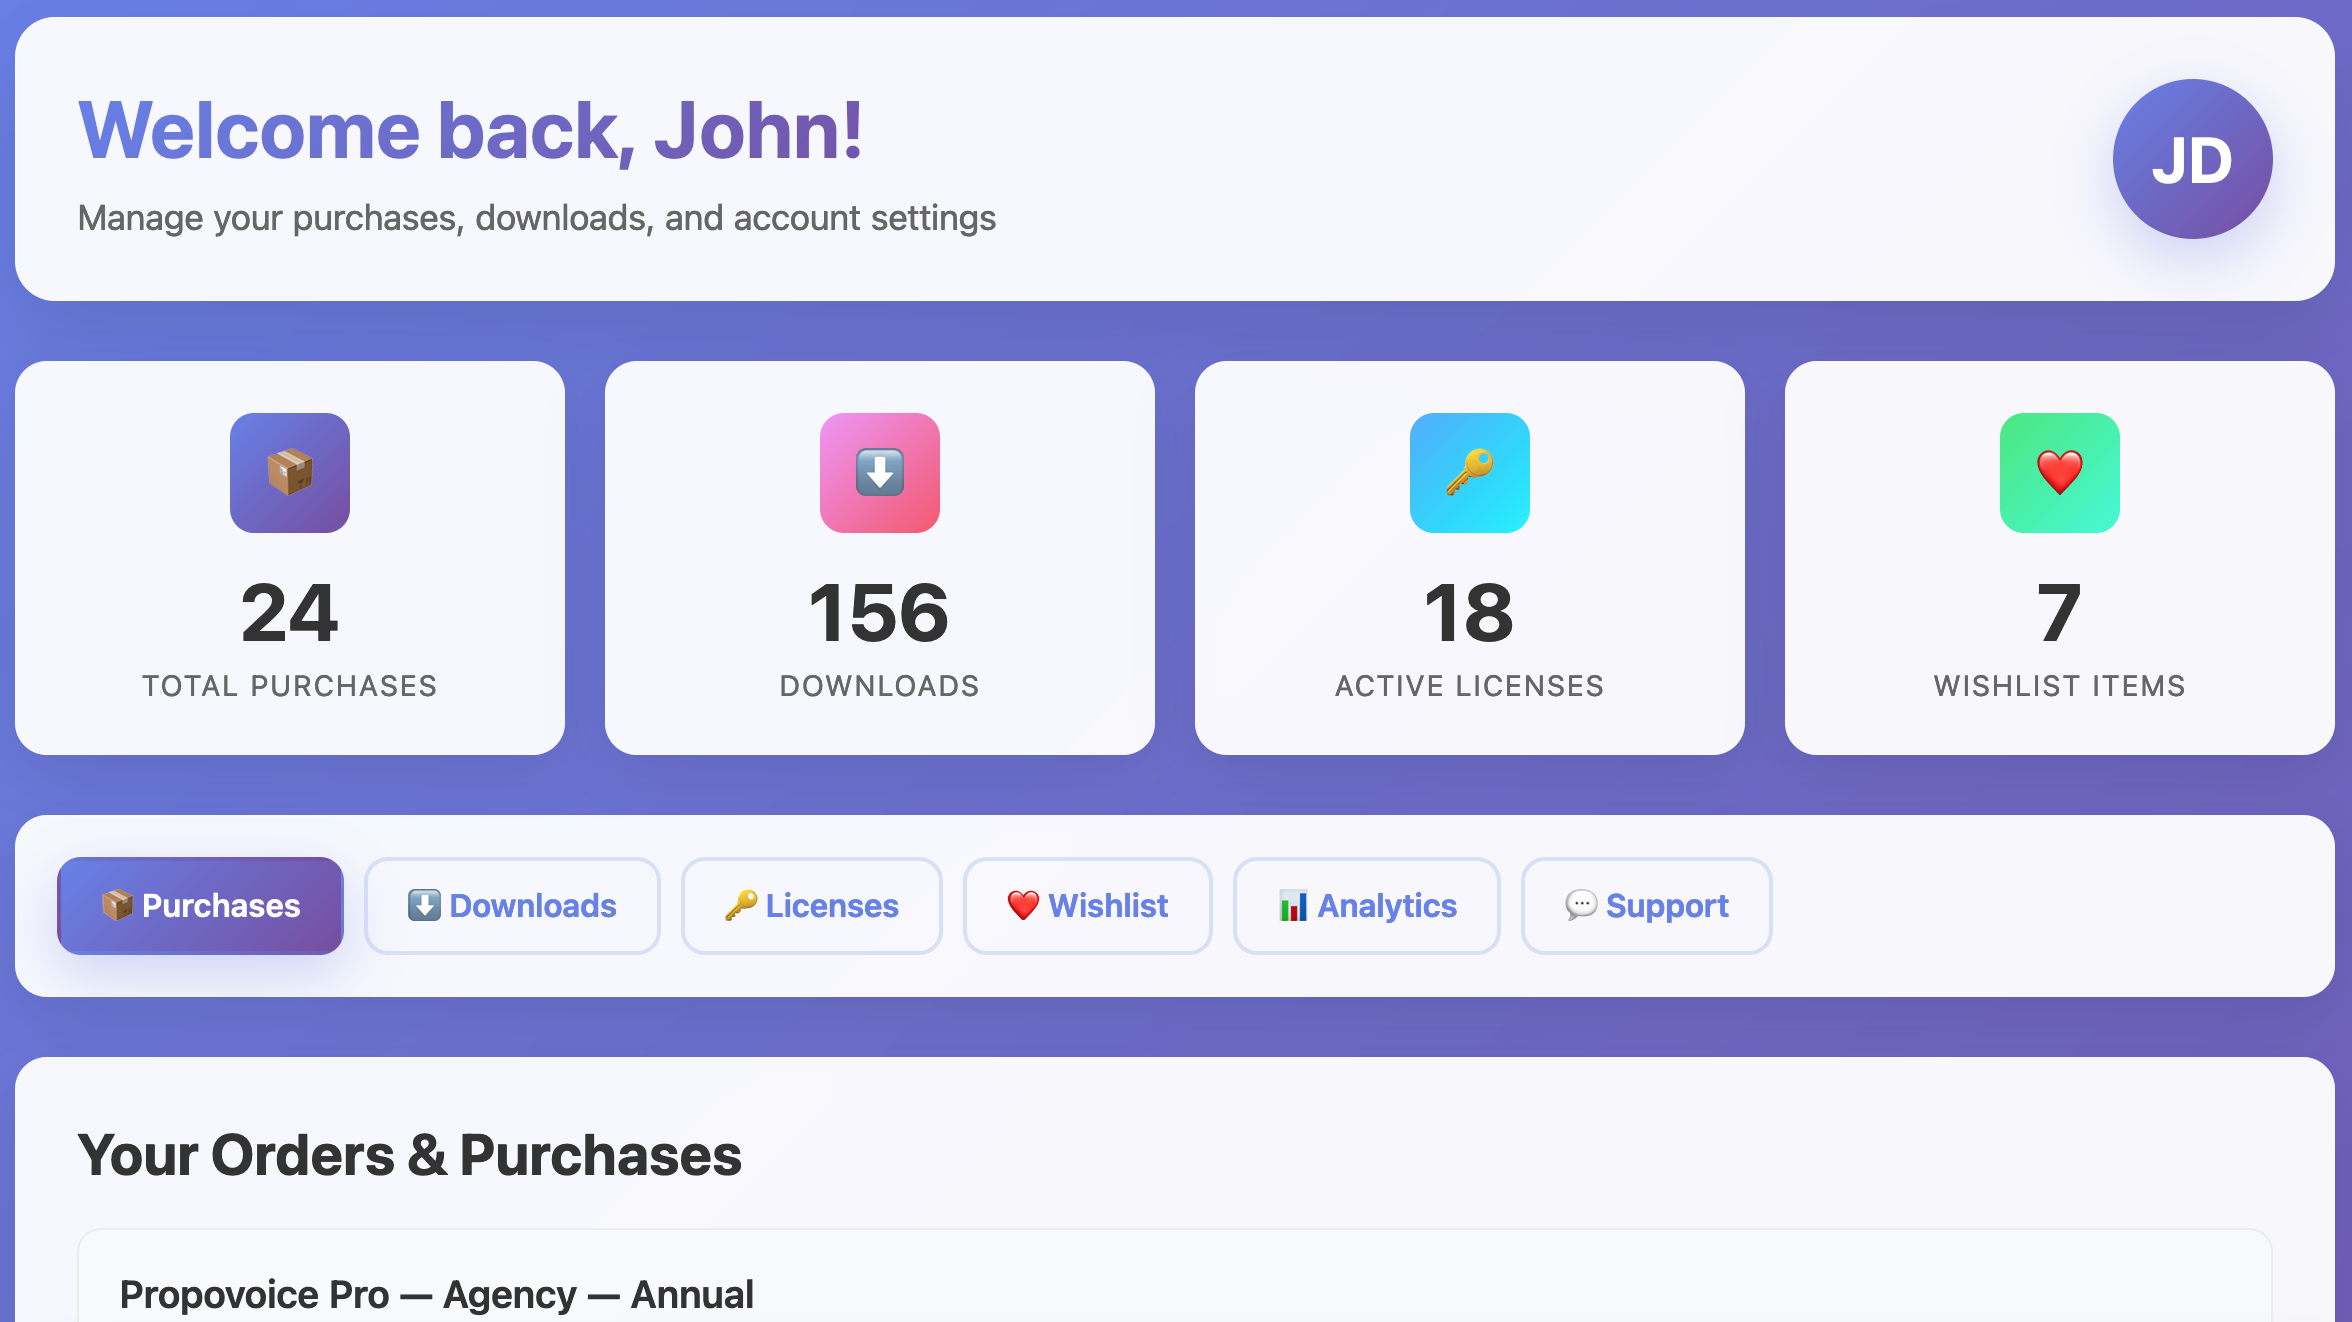 Welcome back, John!
Manage your purchases, downloads, and account settings
JD
24
TOTAL PURCHASES
156
DOWNLOADS
18
ACTIVE LICENSES
7
WISHLIST ITEMS
Purchases
Downloads
Licenses
Wishlist
Analytics
Support
Your Orders & Purchases
Propovoice Pro — Agency — Annual